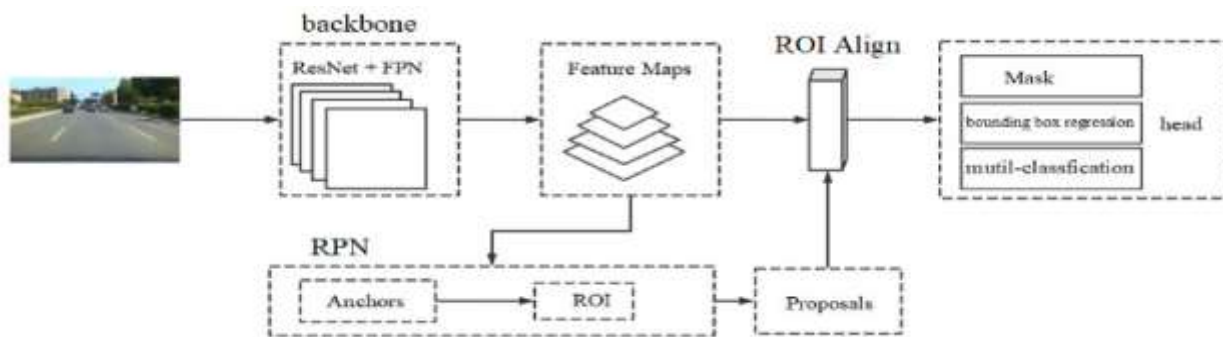 backbone
ResNet + FPN
Feature Maps
ROI Align
Mask
bounding box regression
head
mutil-classfication
RPN
Anchors
ROI
Proposals